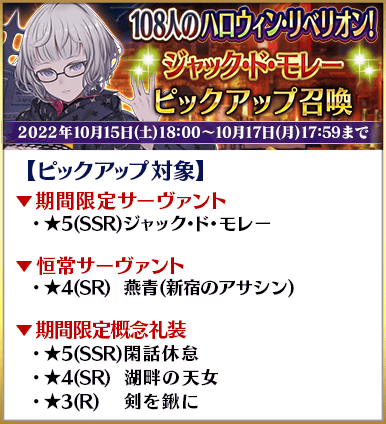 108人のハロウィン・リベリオン!
ジャック・ド・モレー
ピックアップ召喚
2022年10月15日(土)18:00～10月17日(月)17:59まで
【ピックアップ対象】
▼期間限定サーヴァント
・★5(SSR)ジャック・ド・モレー
▼恒常サーヴァント
・★4(SR) 燕青(新宿のアサシン)
▼期間限定概念礼装
・★5(SSR)閑話休怠
・★4(SR) 湖畔の天女
・★3(R) 剣を鍬に